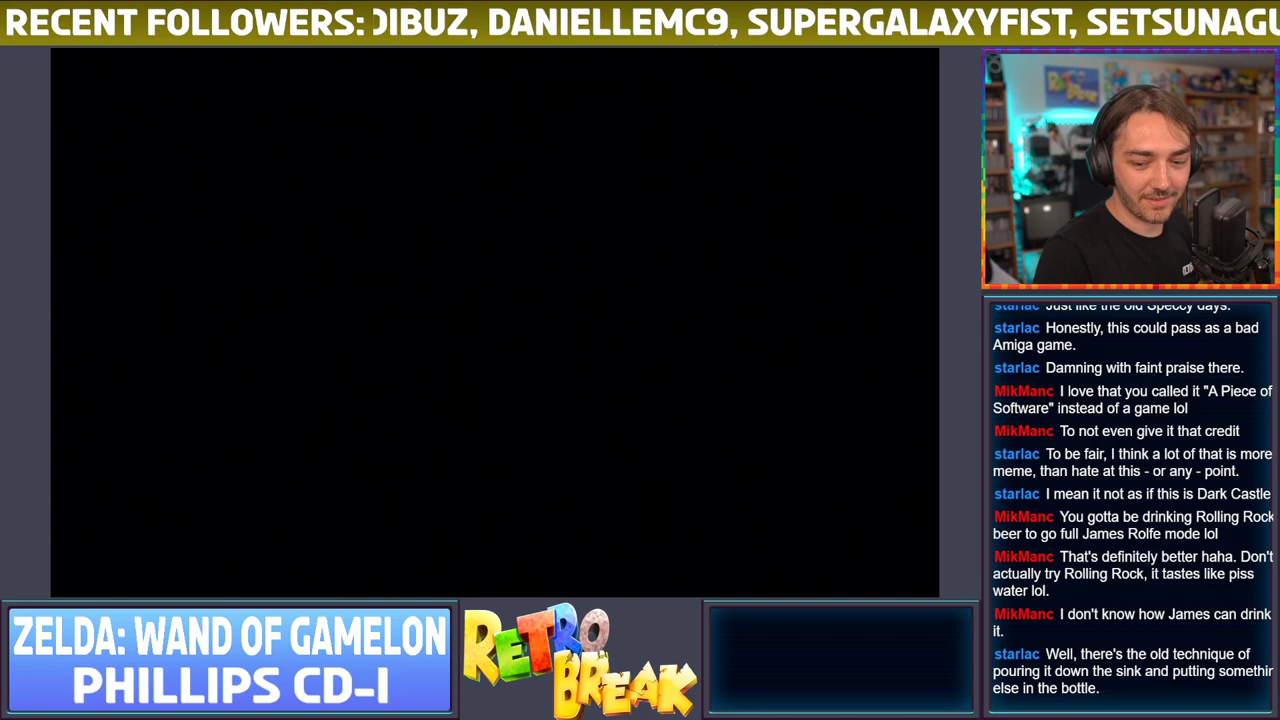 RECENT FOLLOWERS: DIBUZ, DANIELLEMC9, SUPERGALAXYFIST, SETSUNAGU
starlac Just like the old Speccy days.
starlac Honestly, this could pass as a bad
Amiga game.
starlac Damning with faint praise there.
MikManc I love that you called it "A Piece of
Software" instead of a game lol
MikManc To not even give it that credit
starlac To be fair, I think a lot of that is more
meme, than hate at this - or any - point.
starlac I mean it not as if this is Dark Castle
MikManc You gotta be drinking Rolling Rock
beer to go full James Rolfe mode lol
MikManc That's definitely better haha. Don't
actually try Rolling Rock, it tastes like piss
water lol.
MikManc I don't know how James can drink
it.
starlac Well, there's the old technique of
pouring it down the sink and putting somethin
else in the bottle.
ZELDA: WAND OF GAMELON
PHILLIPS CD-I
RETRO
BREAK